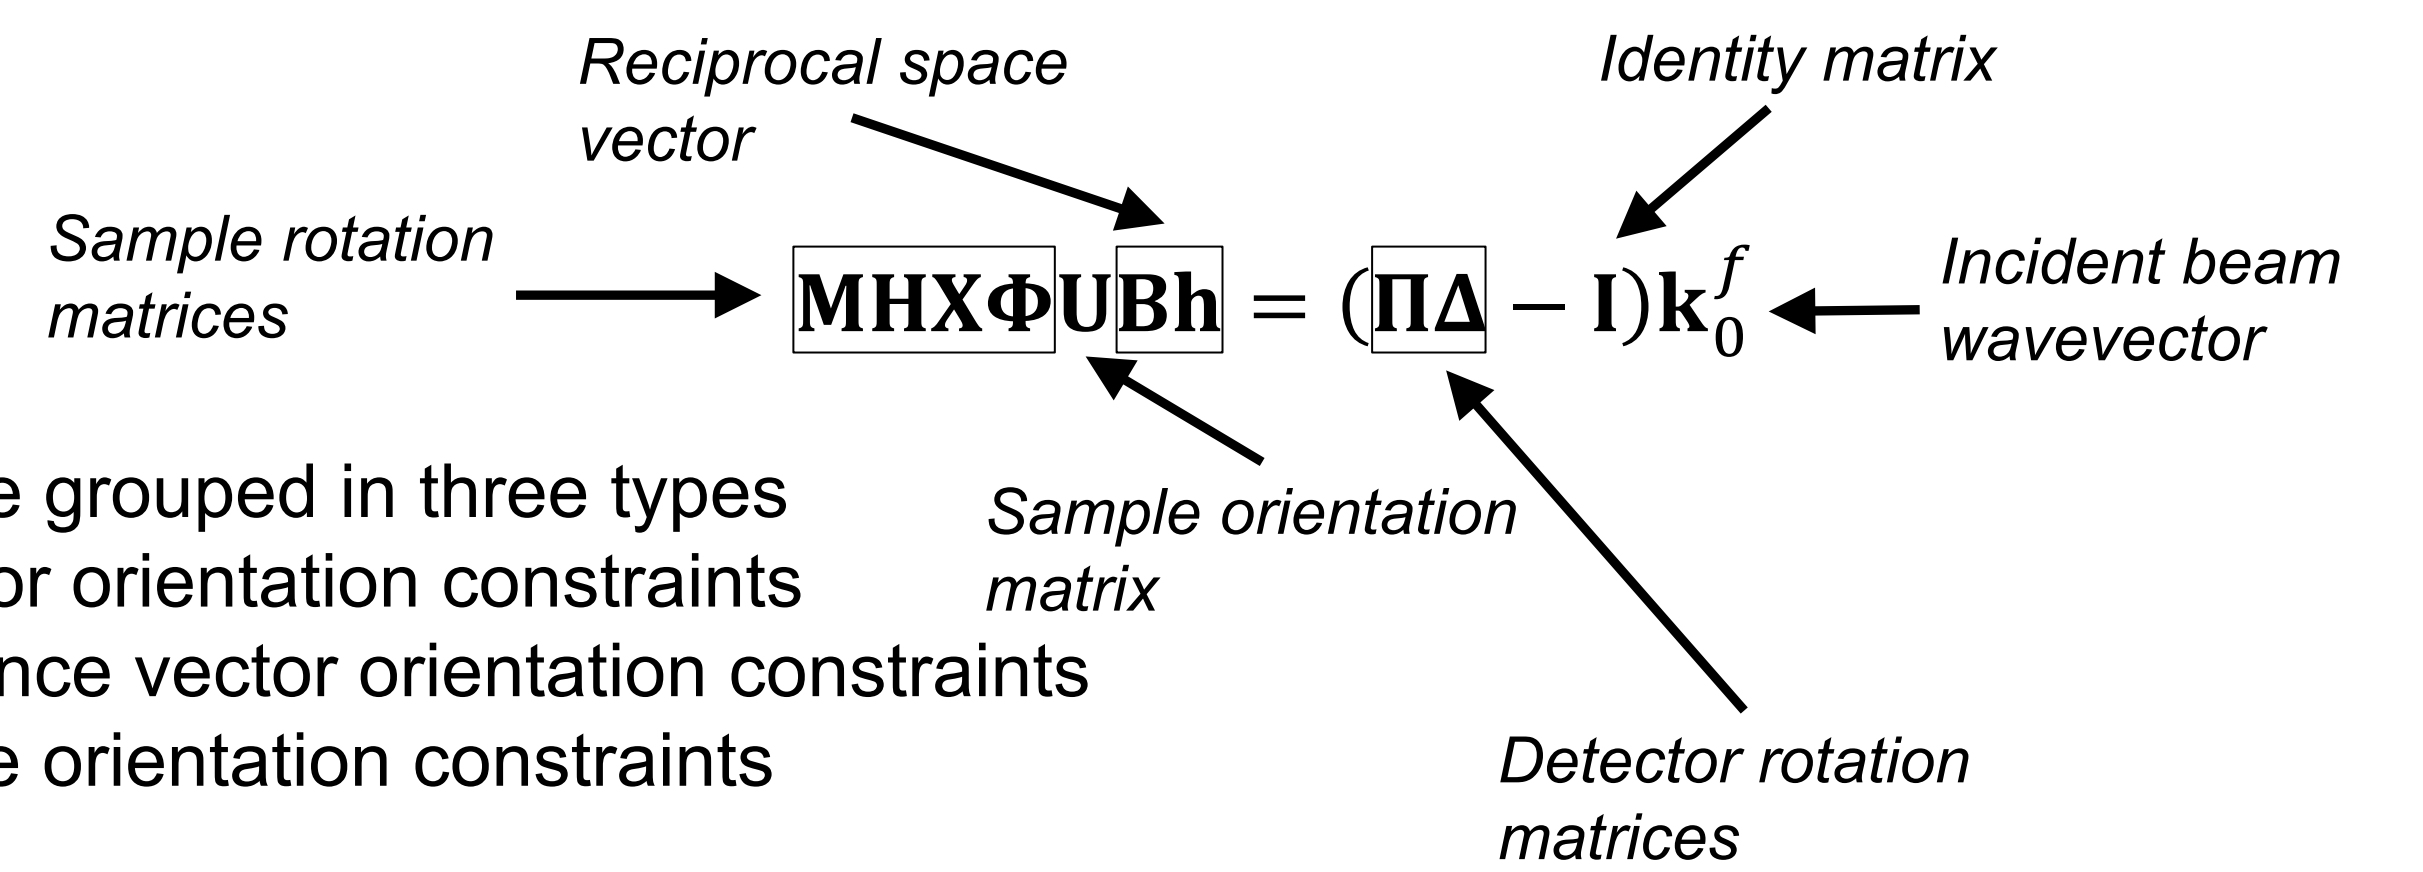 Reciprocal space
vector
Identity matrix
Sample rotation
matrices
𝐌𝐇𝐗𝚽𝐔𝐁𝐡 = (𝚷𝚫 − 𝐈)𝐤₀ᶠ
Incident beam
wavevector
e grouped in three types
or orientation constraints
nce vector orientation constraints
e orientation constraints
Sample orientation
matrix
Detector rotation
matrices